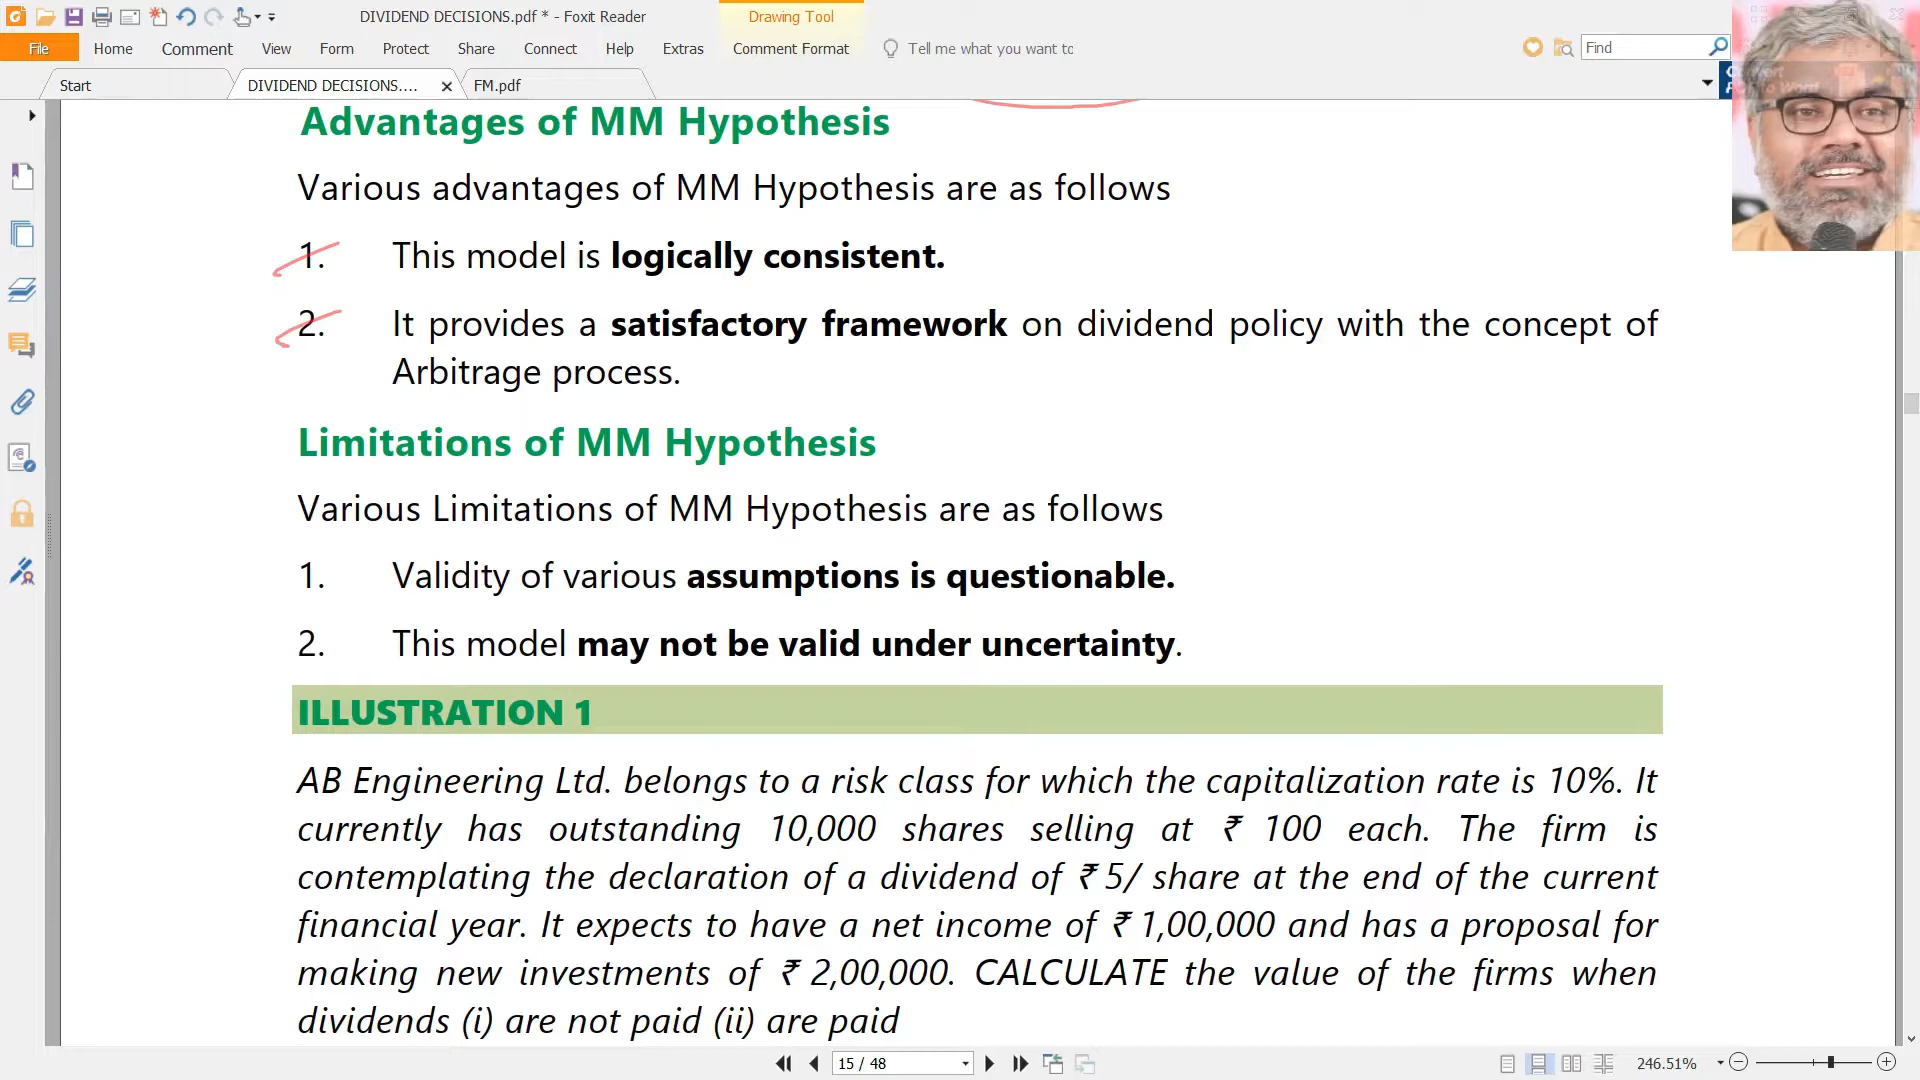 DIVIDEND DECISIONS.pdf * - Foxit Reader
Drawing Tool
File Home Comment View Form Protect Share Connect Help Extras Comment Format Tell me what you want to
Find
Start DIVIDEND DECISIONS.... FM.pdf
Advantages of MM Hypothesis
Various advantages of MM Hypothesis are as follows
1. This model is logically consistent.
2. It provides a satisfactory framework on dividend policy with the concept of
Arbitrage process.
Limitations of MM Hypothesis
Various Limitations of MM Hypothesis are as follows
1. Validity of various assumptions is questionable.
2. This model may not be valid under uncertainty.
ILLUSTRATION 1
AB Engineering Ltd. belongs to a risk class for which the capitalization rate is 10%. It
currently has outstanding 10,000 shares selling at ₹ 100 each. The firm is
contemplating the declaration of a dividend of ₹ 5/ share at the end of the current
financial year. It expects to have a net income of ₹ 1,00,000 and has a proposal for
making new investments of ₹ 2,00,000. CALCULATE the value of the firms when
dividends (i) are not paid (ii) are paid
15 / 48
246.51%